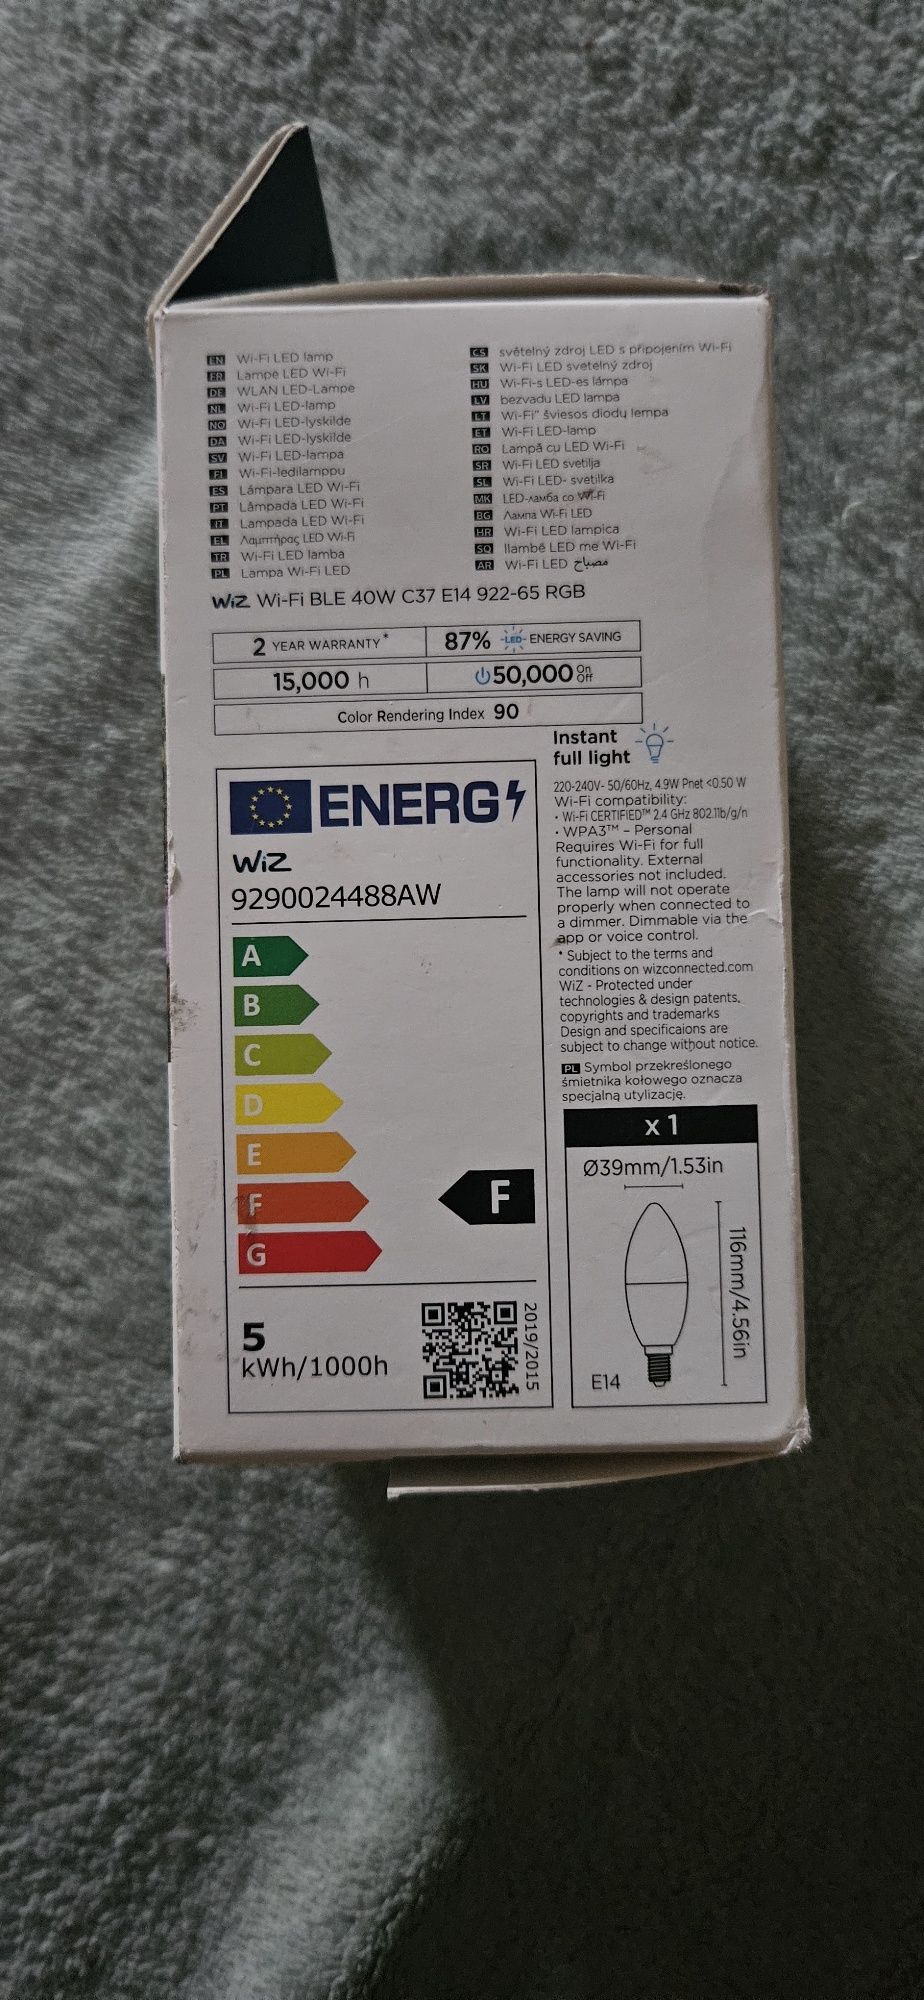 EN Wi-Fi LED lamp
FR Lampe LED Wi-Fi
DE WLAN LED-Lampe
NL Wi-Fi LED-lamp
NO Wi-Fi LED-lyskilde
DA Wi-Fi LED-lyskilde
SV Wi-Fi LED-lampa
FI Wi-Fi-ledilamppu
ES Lámpara LED Wi-Fi
PT Lâmpada LED Wi-Fi
IT Lampada LED Wi-Fi
EL Λαμπτήρας LED Wi-Fi
TR Wi-Fi LED lamba
PL Lampa Wi-Fi LED
CS světelný zdroj LED s připojením Wi-Fi
SK Wi-Fi LED svetelný zdroj
HU Wi-Fi-s LED-es lámpa
LV bezvadu LED lampa
LT Wi-Fi" šviesos diodų lempa
ET Wi-Fi LED-lamp
RO Lampă cu LED Wi-Fi
SR Wi-Fi LED svetilja
SL Wi-Fi LED- svetilka
MK LED-ламба со Wi-Fi
BG Лампа Wi-Fi LED
HR Wi-Fi LED lampica
SQ llambë LED me Wi-Fi
AR Wi-Fi LED مصباح
WiZ Wi-Fi BLE 40W C37 E14 922-65 RGB
2 YEAR WARRANTY*
87% LED ENERGY SAVING
15,000 h
50,000 On Off
Color Rendering Index 90
Instant
full light
220-240V~ 50/60Hz, 4.9W Pnet <0.50 W
Wi-Fi compatibility:
• Wi-Fi CERTIFIED™ 2.4 GHz 802.11b/g/n
• WPA3™ – Personal
Requires Wi-Fi for full
functionality. External
accessories not included.
The lamp will not operate
properly when connected to
a dimmer. Dimmable via the
app or voice control.
* Subject to the terms and
conditions on wizconnected.com
WiZ - Protected under
technologies & design patents,
copyrights and trademarks
Design and specificaions are
subject to change without notice.
PL Symbol przekreślonego
śmietnika kołowego oznacza
specjalną utylizację.
ENERG
WiZ
9290024488AW
A
B
C
D
E
F
F
G
5
kWh/1000h
2019/2015
x 1
Ø39mm/1.53in
116mm/4.56in
E14